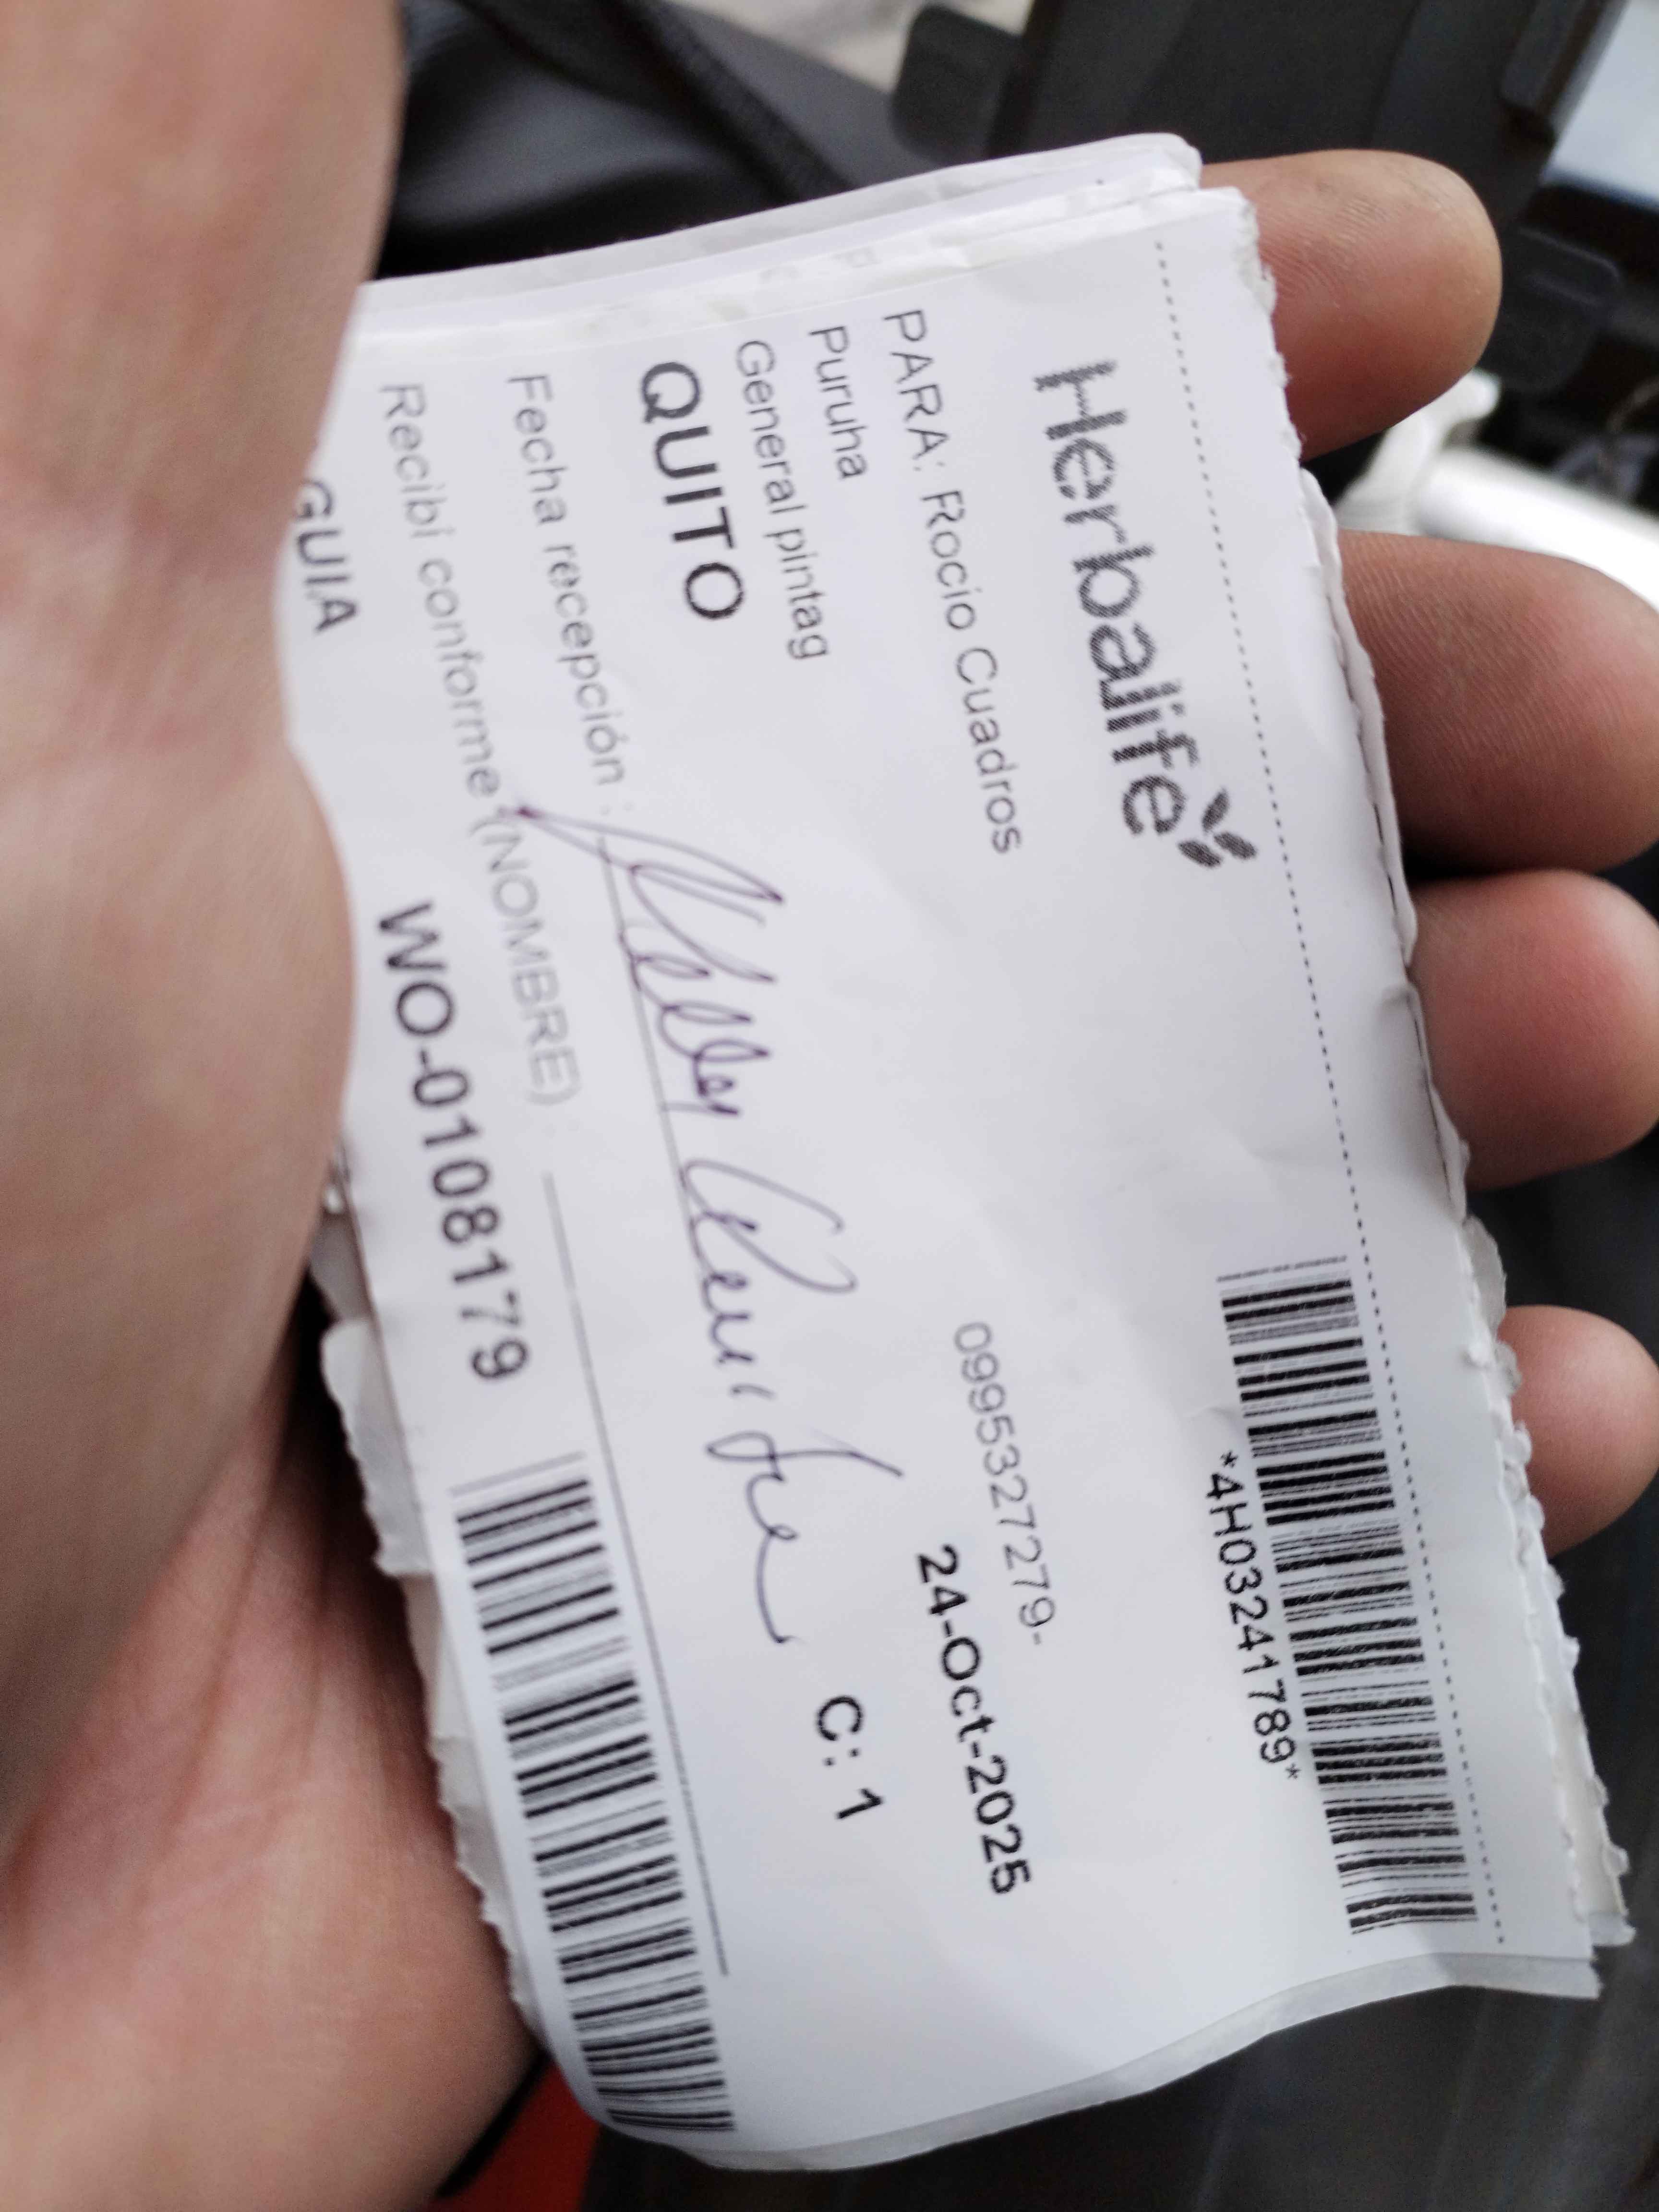 Herbalife
*4H03241789*
PARA: Rocio Cuadros
0995327279-
Puruha
General pintag
24-Oct-2025
QUITO
C: 1
Fecha recepción :
Recibí conforme (NOMBRE)
GUIA
WO-0108179